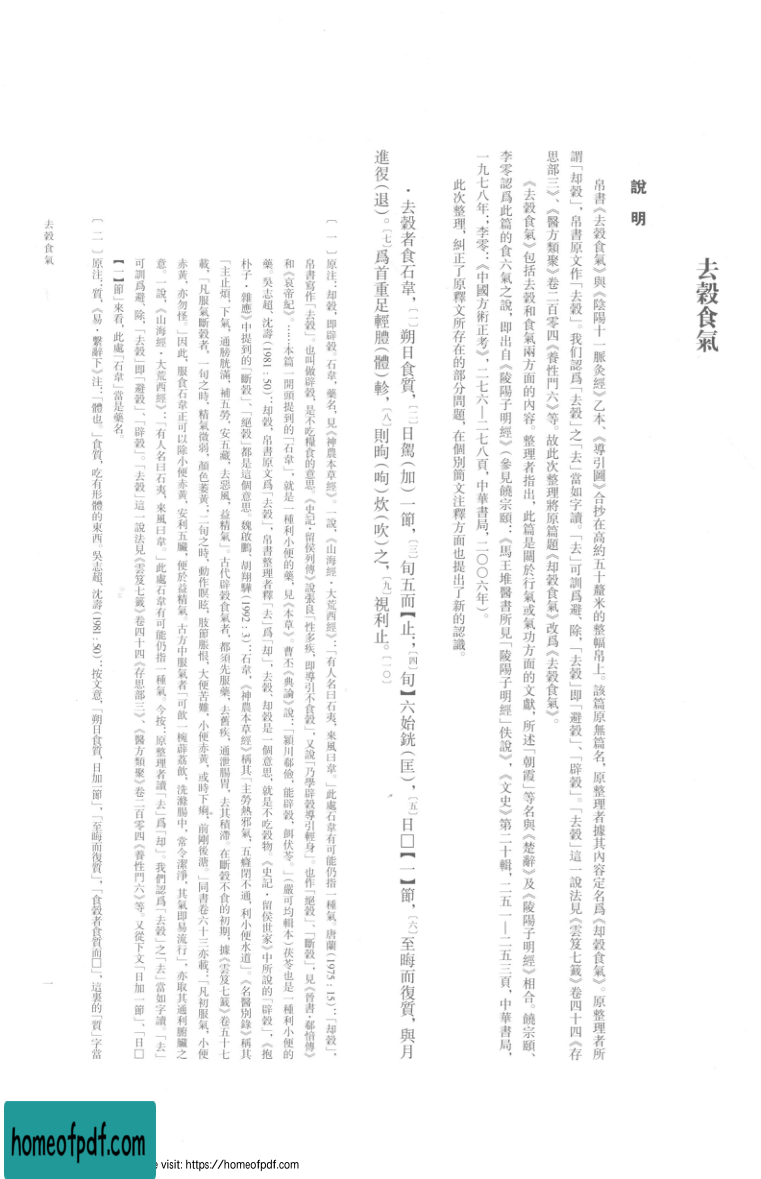 去穀食氣
說明
帛書《去穀食氣》與《陰陽十一脈灸經》乙本、《導引圖》合抄在高約五十釐米的整幅帛上。該篇原無篇名，原整理者據其內容定名爲《却穀食氣》。原整理者所
謂「却穀」，帛書原文作「去穀」。我们認爲「去穀」之「去」當如字讀。「去」可訓爲避、除，「去穀」即「避穀」、「辟穀」。「去穀」這一說法見《雲笈七籤》卷四十四《存
思部三》、《醫方類聚》卷二百零四《養性門六》等。故此次整理將原篇題《却穀食氣》改爲《去穀食氣》。
《去穀食氣》包括去穀和食氣兩方面的內容。整理者指出，此篇是關於行氣或氣功方面的文獻，所述「朝霞」等名與《楚辭》及《陵陽子明經》相合。饒宗頤、
李零認爲此篇的食六氣之說，即出自《陵陽子明經》（參見饒宗頤：《馬王堆醫書所見「陵陽子明經」佚說》，《文史》第二十輯，二五一—二五三頁，中華書局，
一九七八年；李零：《中國方術正考》，二七六—二七八頁，中華書局，二〇〇六年）。
此次整理，糾正了原釋文所存在的部分問題，在個別簡文注釋方面也提出了新的認識。
·去穀者食石韋，〔一〕朔日食質，〔二〕日駕（加）一節，〔三〕旬五而【止；〔四〕旬】六始銧（匡），〔五〕日□【一】節，〔六〕至晦而復質，與月
進復（退）。〔七〕爲首重足輕體（體）軫，〔八〕則昫（呴）炊（吹）之，〔九〕視利止。〔一〇〕
〔一〕原注：却穀，即辟穀。石韋，藥名，見《神農本草經》。一說，《山海經·大荒西經》：「有人名曰石夷，來風曰韋。」此處石韋有可能仍指一種氣。唐蘭（1975：15）：「却穀」，
帛書寫作「去穀」。也叫做辟穀，是不吃糧食的意思。《史記·留侯列傳》說張良「性多疾，即導引不食穀」，又說「乃學辟穀導引輕身」。也作「絕穀」、「斷穀」，見《晉書·郗愔傳》
和《哀帝紀》……本篇一開頭提到的「石韋」，就是一種利小便的藥，見《本草》。曹丕《典論》說：「潁川郗儉，能辟穀，餌伏苓。」（嚴可均輯本）茯苓也是一種利小便的
藥。吳志超、沈壽（1981：50）：却穀，帛書原文爲「去穀」，帛書整理者釋「去」爲「却」，去穀、却穀是一個意思，就是不吃穀物。《史記·留侯世家》中所說的「辟穀」，《抱
朴子·雜應》中提到的「斷穀」、「絕穀」都是這個意思。魏啟鵬、胡翔驊（1992：3）：石韋，《神農本草經》稱其「主勞熱邪氣，五癃閉不通，利小便水道」。《名醫別錄》稱其
「主止煩，下氣，通膀胱滿，補五勞，安五藏，去惡風，益精氣」。古代辟穀食氣者，都須先服藥，去舊疾，通泄腸胃，去其積滯。在斷穀不食的初期，據《雲笈七籤》卷五十七
載，「凡服氣斷穀者，一旬之時，精氣微弱，顏色萎黃；二旬之時，動作瞑眩，肢節脹恨，大便苦難，小便赤黃，或時下痢，前剛後溏。」同書卷六十三亦載：「凡初服氣，小便
赤黃，亦勿怪。」因此，服食石韋正可以除小便赤黃，安利五臟，便於益精氣。古方中服氣者「可飲一椀薜荔飲，洗滌腸中，常令潔淨，其氣即易流行」，亦取其通利腑臟之
意。一說，《山海經·大荒西經》：「有人名曰石夷，來風曰韋。」此處石韋有可能仍指一種氣。今按：原整理者讀「去」爲「却」，我們認爲「去穀」之「去」當如字讀。「去」
可訓爲避、除，「去穀」即「避穀」、「辟穀」。「去穀」這一說法見《雲笈七籤》卷四十四《存思部三》、《醫方類聚》卷二百零四《養性門六》等。又從下文「日加一節」、「日□
【一】節」來看，此處「石韋」當是藥名。
〔二〕原注：質，《易·繫辭下》注：「體也。」食質，吃有形體的東西。吳志超、沈壽（1981：50）：按文意，「朔日食質，日加一節」，「至晦而復質」，「食穀者食質而□」，這裏的「質」字當
去穀食氣
一
homeofpdf.com
e visit: https://homeofpdf.com